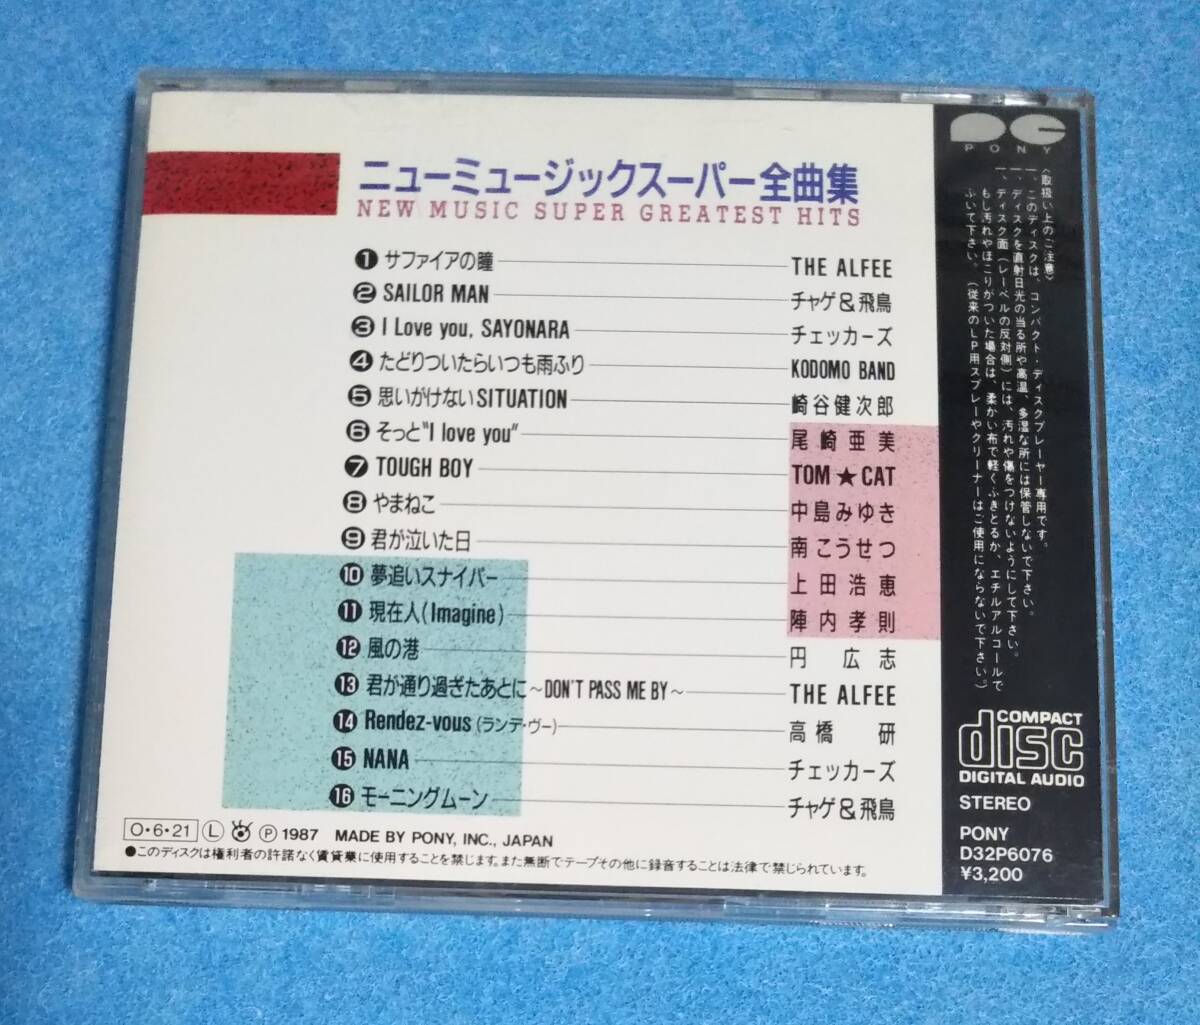 ニューミュージックスーパー全曲集
NEW MUSIC SUPER GREATEST HITS
❶ サファイアの瞳 THE ALFEE
❷ SAILOR MAN チャゲ&飛鳥
❸ I Love you, SAYONARA チェッカーズ
❹ たどりついたらいつも雨ふり KODOMO BAND
❺ 思いがけないSITUATION 崎谷健次郎
❻ そっと"I love you" 尾崎亜美
❼ TOUGH BOY TOM★CAT
❽ やまねこ 中島みゆき
❾ 君が泣いた日 南こうせつ
❿ 夢追いスナイパー 上田浩恵
⓫ 現在人(Imagine) 陣内孝則
⓬ 風の港 円 広志
⓭ 君が通り過ぎたあとに~DON'T PASS ME BY~ THE ALFEE
⓮ Rendez-vous(ランデ・ヴー) 高橋 研
⓯ NANA チェッカーズ
⓰ モーニングムーン チャゲ&飛鳥
O・6・21 Ⓛ Ⓟ 1987 MADE BY PONY, INC., JAPAN
●このディスクは権利者の許諾なく賃貸業に使用することを禁じます。また無断でテープその他に録音することは法律で禁じられています。
PONY
〈取扱い上のご注意〉
一、このディスクは、コンパクト・ディスクプレーヤー専用です。
一、ディスクを直射日光の当る所や高温、多湿な所には保管しないで下さい。
一、ディスク面(レーベルの反対側)には、汚れや傷をつけないようにして下さい。
もし汚れやほこりがついた場合は、柔かい布で軽くふきとるか、エチルアルコールで
ふいて下さい。(従来のLP用スプレーやクリーナーはご使用にならないで下さい。)
COMPACT
disc
DIGITAL AUDIO
STEREO
PONY
D32P6076
¥3,200